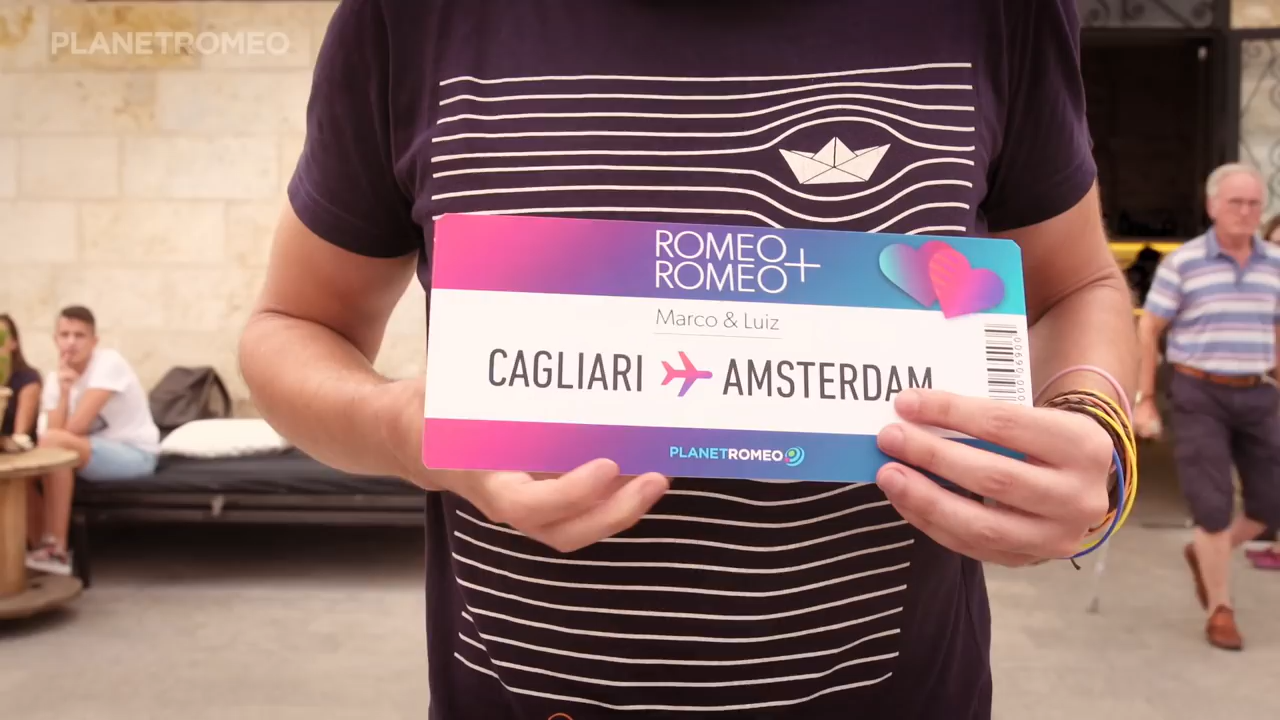 PLANETROMEO
ROMEO+
ROMEO
Marco & Luiz
CAGLIARI AMSTERDAM
PLANETROMEO